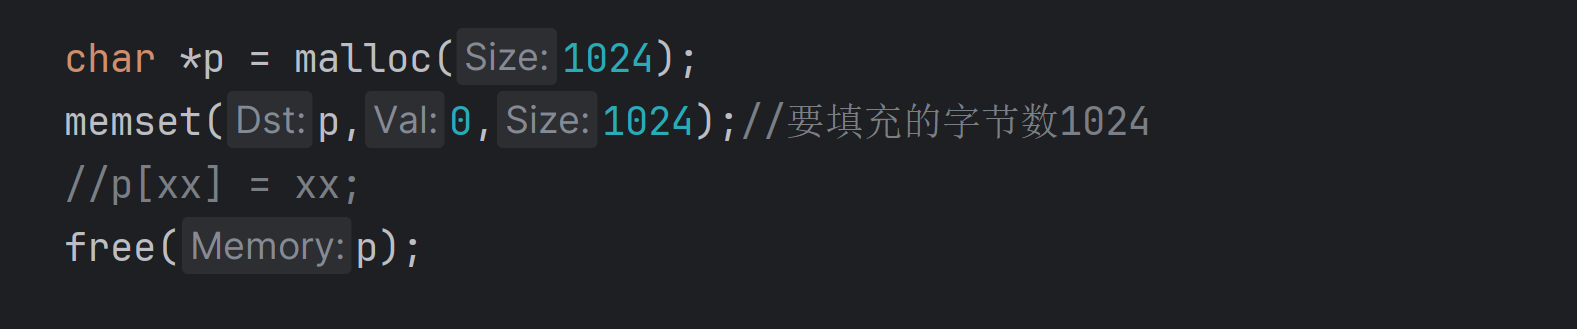 char *p = malloc(Size:1024);
memset(Dst:p,Val:0,Size:1024);//要填充的字节数1024
//p[xx] = xx;
free(Memory:p);